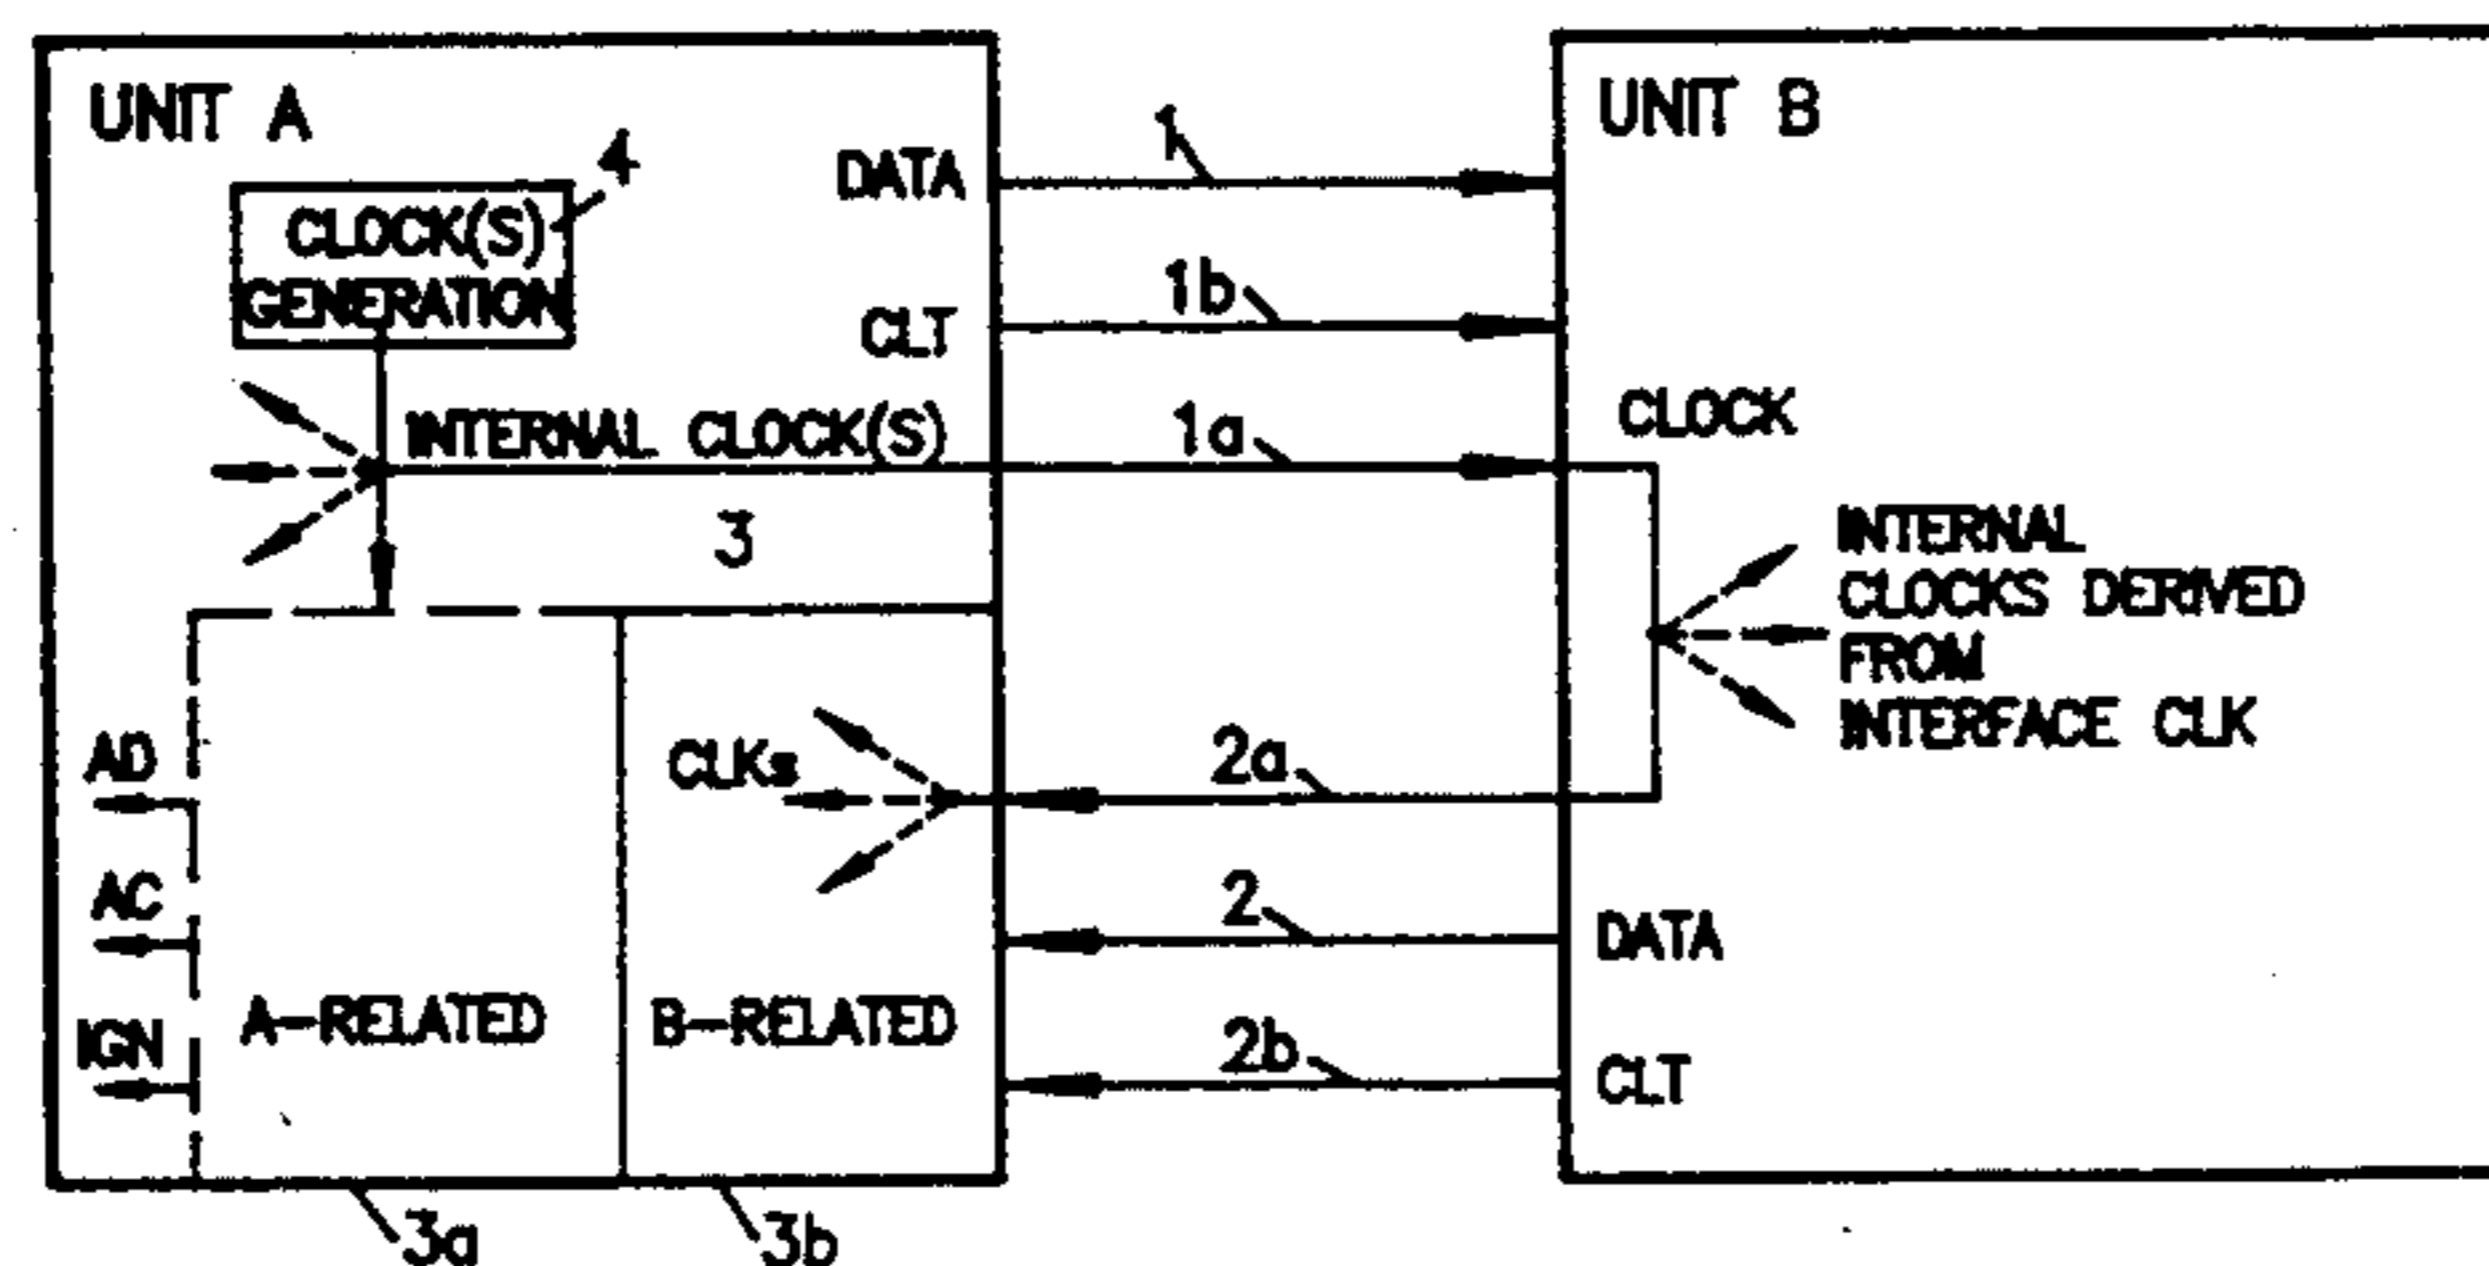 UNIT A
4
CLOCK(S)
GENERATION
DATA
CLT
INTERNAL CLOCK(S)
3
AD
AC
IGN
A-RELATED
CLKs
B-RELATED
3a
3b
1
1b
1a
2a
2
2b
UNIT B
CLOCK
INTERNAL
CLOCKS DERIVED
FROM
INTERFACE CLK
DATA
CLT